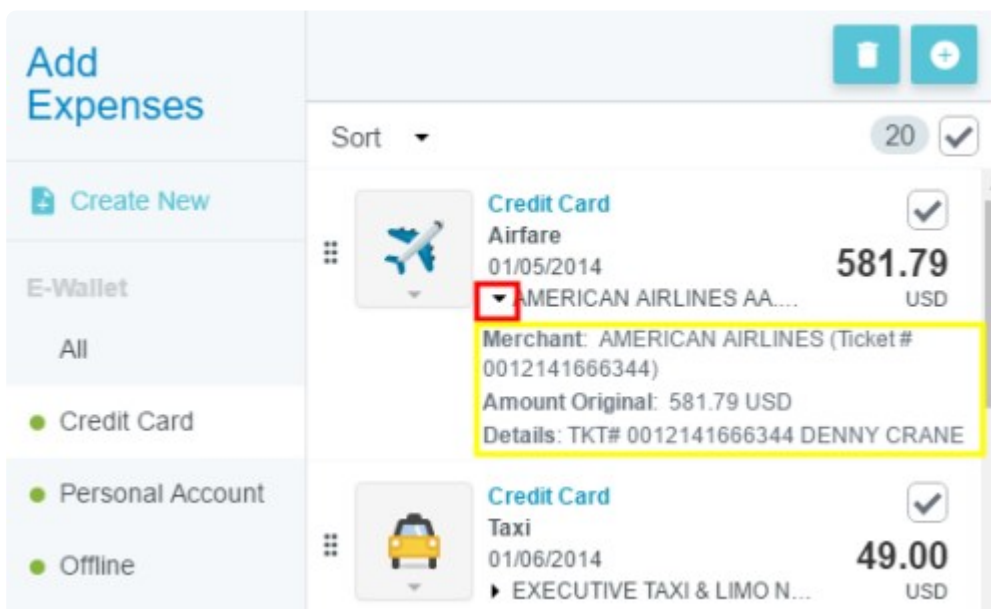 Add
Expenses
Create New
E-Wallet
All
Credit Card
Personal Account
Offline
Sort
20
Credit Card
Airfare
01/05/2014
581.79
AMERICAN AIRLINES AA....
USD
Merchant: AMERICAN AIRLINES (Ticket #
0012141666344)
Amount Original: 581.79 USD
Details: TKT# 0012141666344 DENNY CRANE
Credit Card
Taxi
01/06/2014
49.00
EXECUTIVE TAXI & LIMO N...
USD